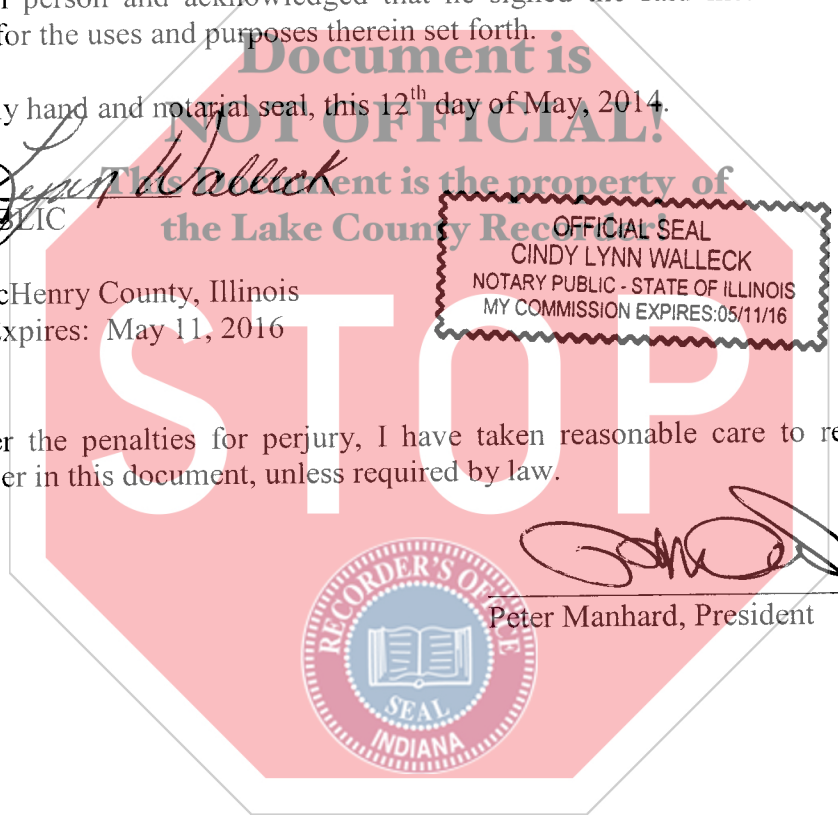 person and acknowledged that he signed the said
for the uses and purposes therein set forth.
Document is
y hand and notarial seal, this 12th day of May, 2014.
NOT OFFICIAL!
Lynn Walleck
This Document is the property of
BLIC
the Lake County Recorder!
OFFICIAL SEAL
CINDY LYNN WALLECK
NOTARY PUBLIC - STATE OF ILLINOIS
MY COMMISSION EXPIRES:05/11/16
cHenry County, Illinois
Expires: May 11, 2016
STOP
er the penalties for perjury, I have taken reasonable care to re
er in this document, unless required by law.
Peter Manhard, President
RECORDER'S OFFICE
SEAL
INDIANA